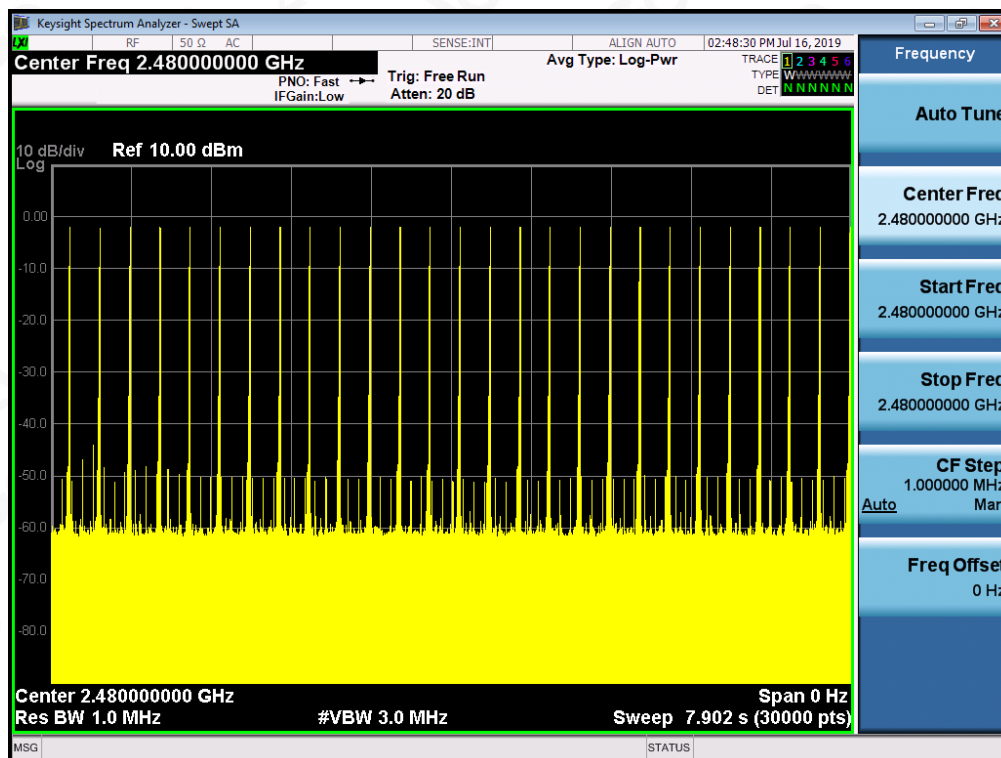 Keysight Spectrum Analyzer - Swept SA
LXI RF 50 Ω AC SENSE:INT ALIGN AUTO 02:48:30 PM Jul 16, 2019
Center Freq 2.480000000 GHz
PNO: Fast
IFGain:Low
Trig: Free Run
Atten: 20 dB
Avg Type: Log-Pwr
TRACE 1 2 3 4 5 6
TYPE WWWWWW
DET N N N N N N
10 dB/div Ref 10.00 dBm
Log
0.00
-10.0
-20.0
-30.0
-40.0
-50.0
-60.0
-70.0
-80.0
Center 2.480000000 GHz Span 0 Hz
Res BW 1.0 MHz #VBW 3.0 MHz Sweep 7.902 s (30000 pts)
MSG STATUS
Frequency
Auto Tune
Center Freq
2.480000000 GHz
Start Freq
2.480000000 GHz
Stop Freq
2.480000000 GHz
CF Step
1.000000 MHz
Auto Man
Freq Offset
0 Hz